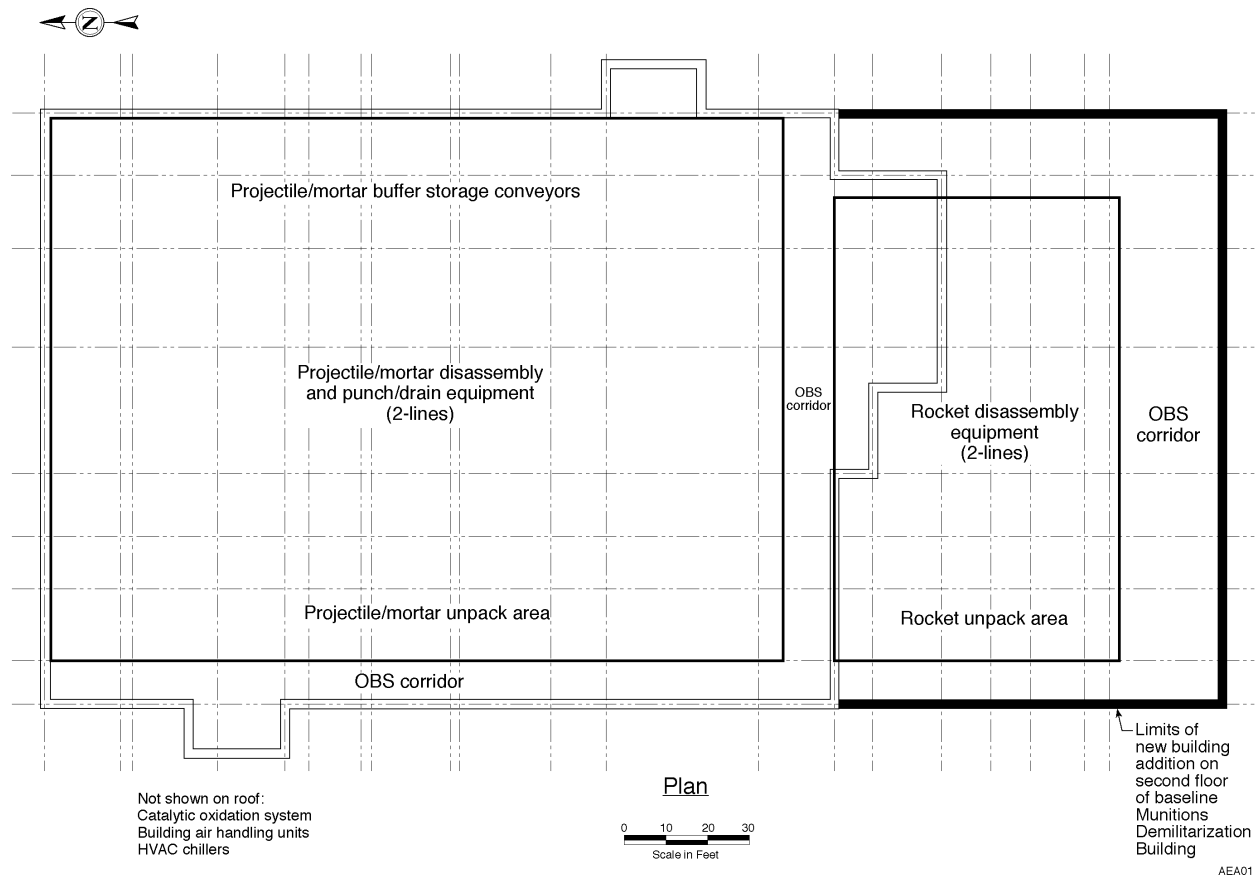 N
Projectile/mortar buffer storage conveyors
Projectile/mortar disassembly
and punch/drain equipment
(2-lines)
OBS
corridor
Rocket disassembly
equipment
(2-lines)
OBS
corridor
Projectile/mortar unpack area
Rocket unpack area
OBS corridor
Limits of
new building
addition on
second floor
of baseline
Munitions
Demilitarization
Building
Not shown on roof:
Catalytic oxidation system
Building air handling units
HVAC chillers
Plan
0 10 20 30
Scale in Feet
AEA01